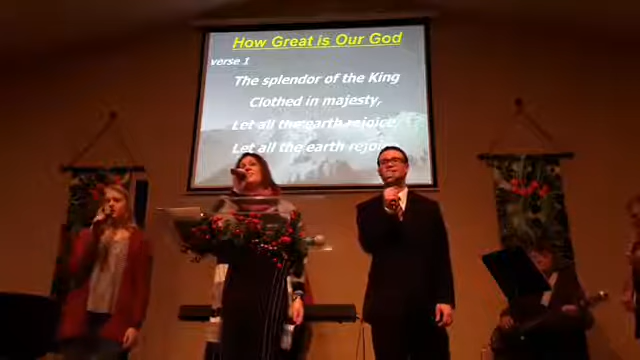 How Great is Our God
verse 1
The splendor of the King
Clothed in majesty,
Let all the earth rejoice
Let all the earth rejoice